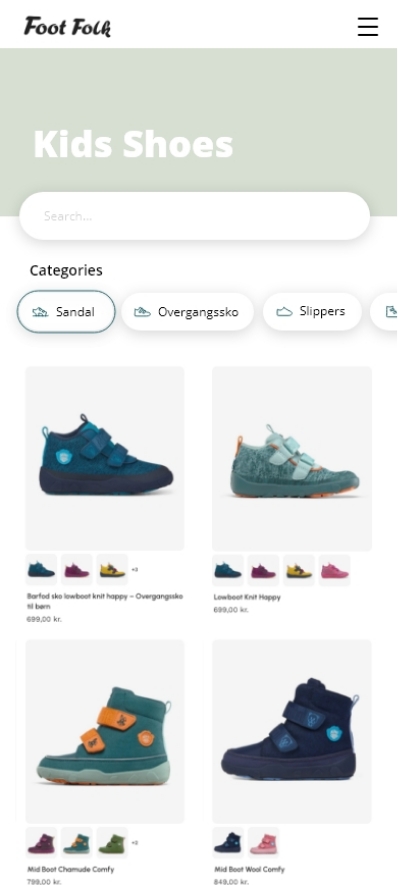 Foot Folk
Kids Shoes
Search...
Categories
Sandal
Overgangssko
Slippers
+3
Barfod sko lowboot knit happy – Overgangssko
til børn
699,00 kr.
Lowboot Knit Happy
699,00 kr.
+3
Mid Boot Chamude Comfy
799,00 kr.
Mid Boot Wool Comfy
849,00 kr.